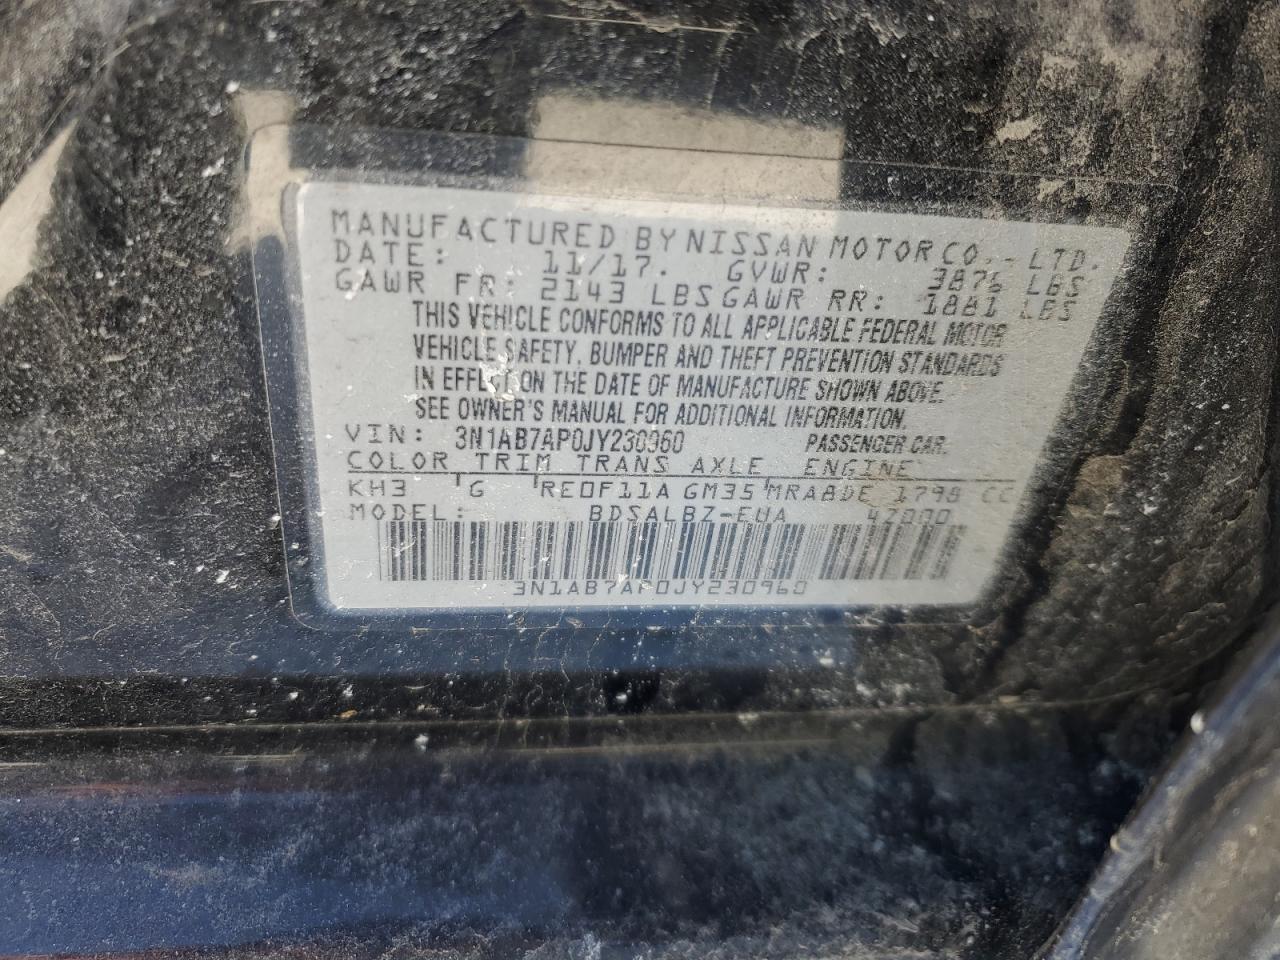 MANUFACTURED BY NISSAN MOTOR CO., LTD.
DATE: 11/17. GVWR: 3876 LBS
GAWR FR: 2143 LBS GAWR RR: 1881 LBS
THIS VEHICLE CONFORMS TO ALL APPLICABLE FEDERAL MOTOR
VEHICLE SAFETY, BUMPER AND THEFT PREVENTION STANDARDS
IN EFFECT ON THE DATE OF MANUFACTURE SHOWN ABOVE.
SEE OWNER'S MANUAL FOR ADDITIONAL INFORMATION.
VIN: 3N1AB7AP0JY230960 PASSENGER CAR.
COLOR TRIM TRANS AXLE ENGINE
KH3 G RE0F11A GM35 MRA8DE 1798 CC
MODEL: BDSALBZ-EUA
3N1AB7AP0JY230960